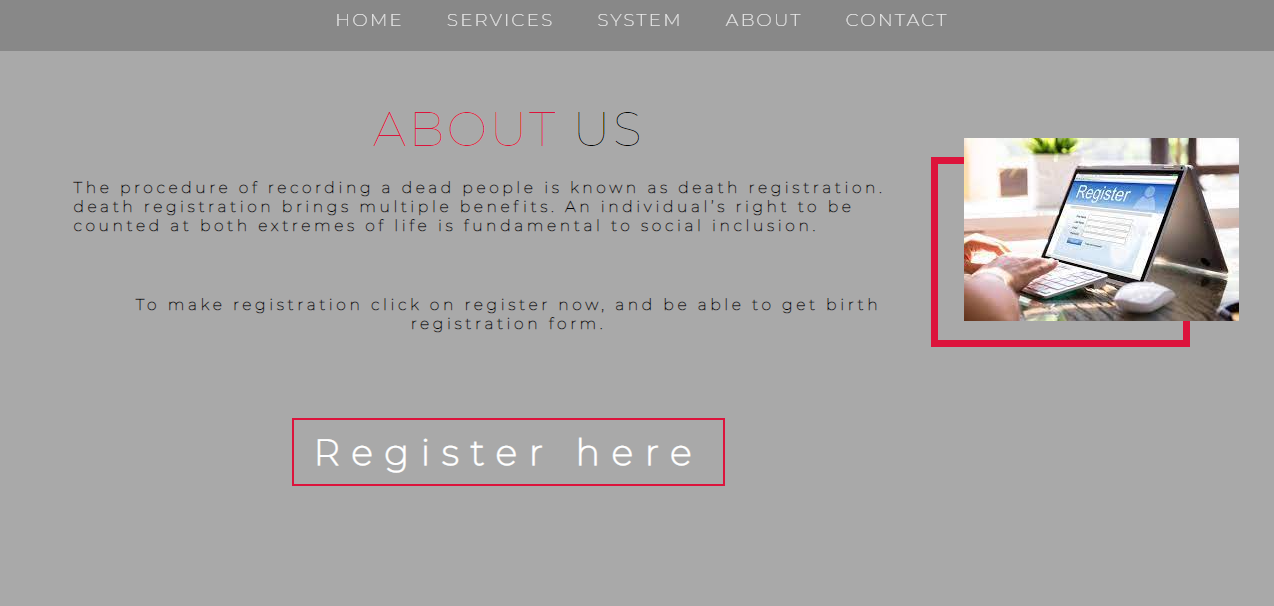 HOME SERVICES SYSTEM ABOUT CONTACT
ABOUT US
The procedure of recording a dead people is known as death registration.
death registration brings multiple benefits. An individual's right to be
counted at both extremes of life is fundamental to social inclusion.
Register
To make registration click on register now, and be able to get birth
registration form.
Register here